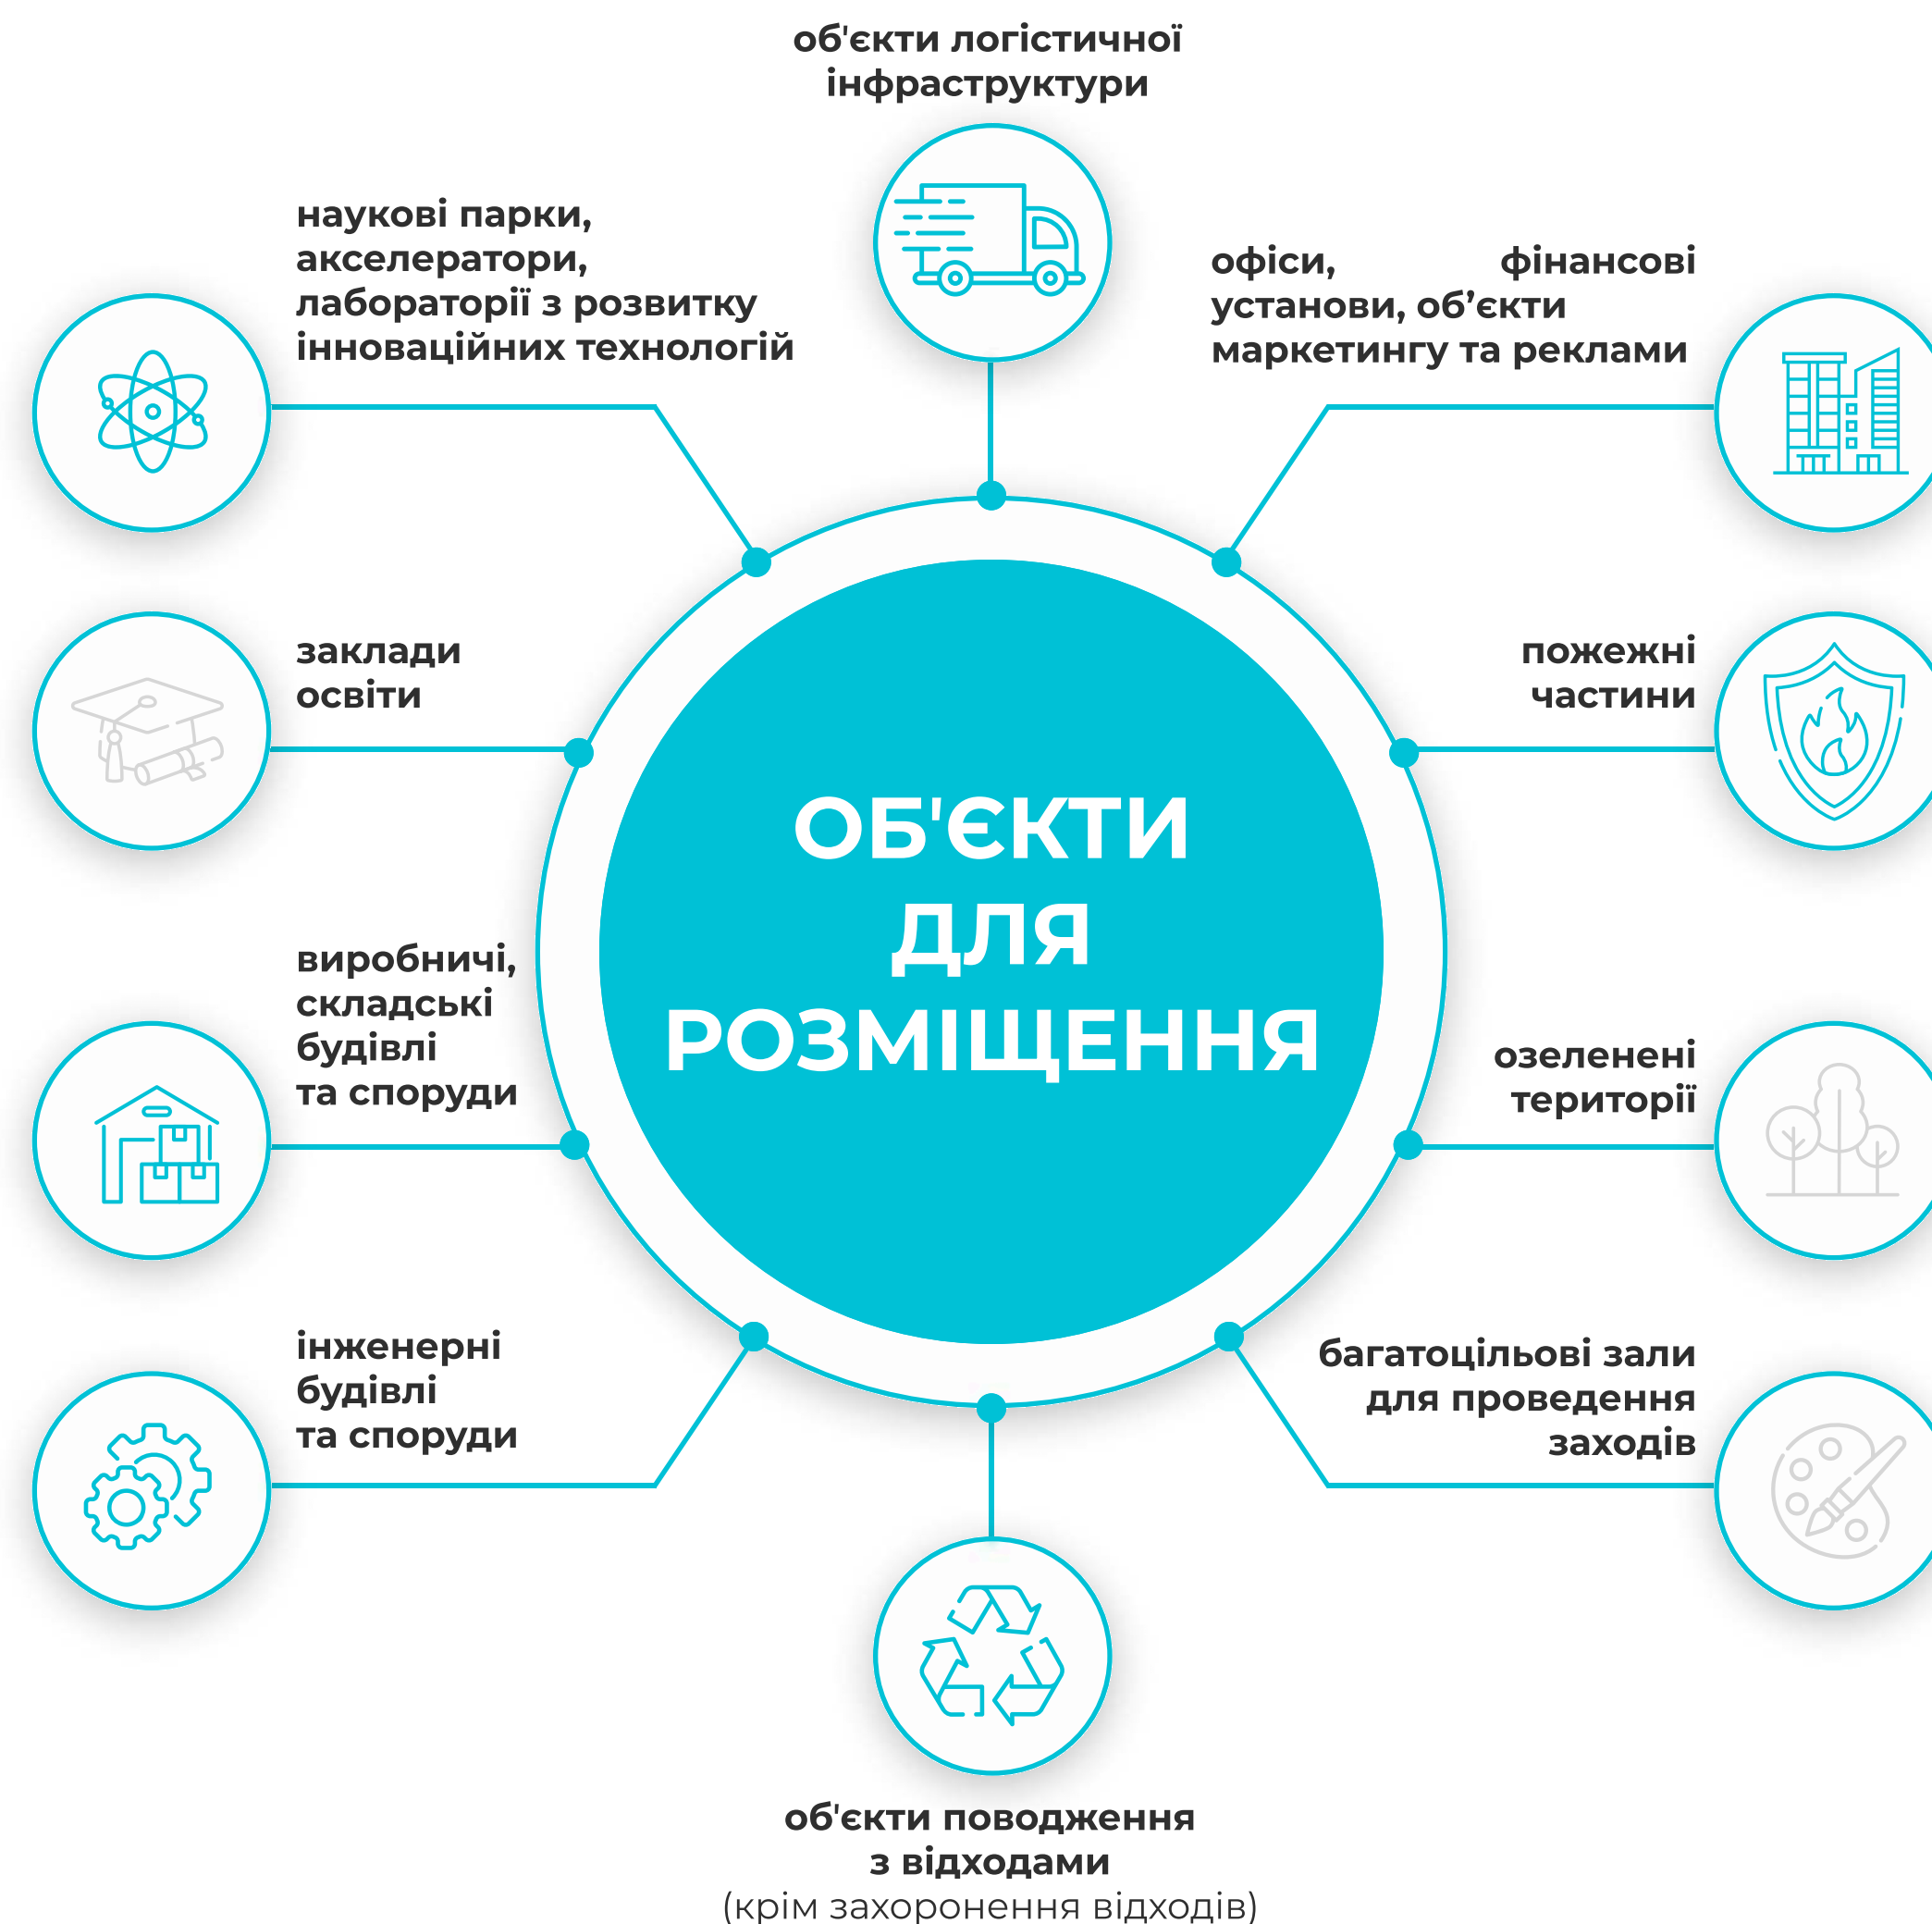 об'єкти логістичної
інфраструктури
наукові парки,
акселератори,
лабораторії з розвитку
інноваційних технологій
офіси, фінансові
установи, об’єкти
маркетингу та реклами
заклади
освіти
пожежні
частини
ОБ'ЄКТИ
ДЛЯ
РОЗМІЩЕННЯ
виробничі,
складські
будівлі
та споруди
озеленені
території
інженерні
будівлі
та споруди
багатоцільові зали
для проведення
заходів
об'єкти поводження
з відходами
(крім захоронення відходів)